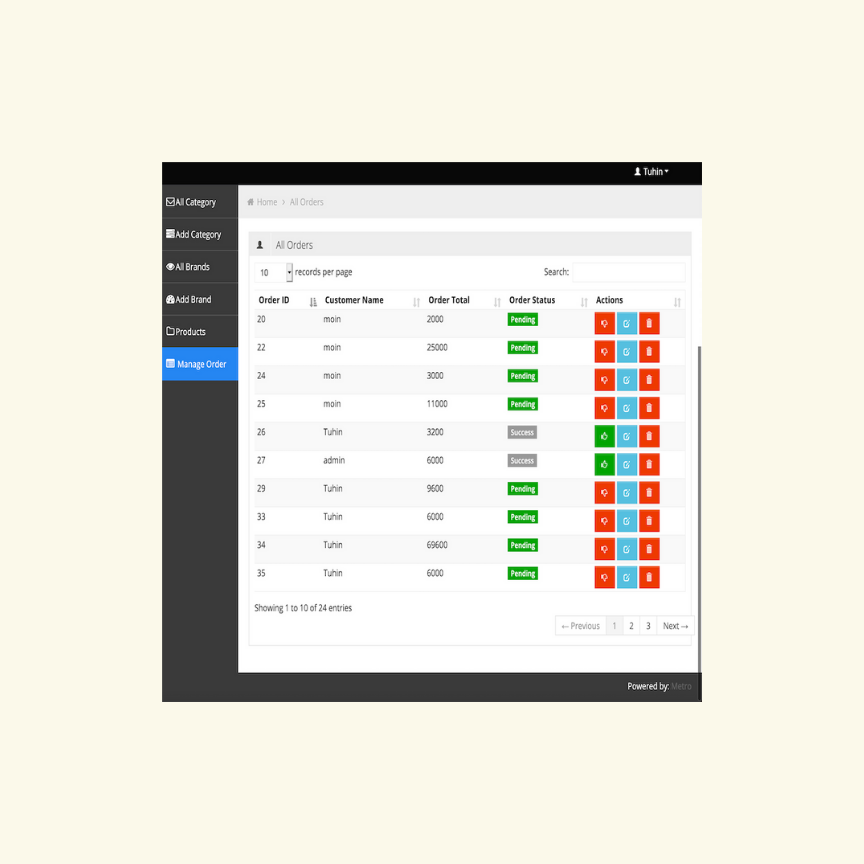 Tuhin
All Category
Add Category
All Brands
Add Brand
Products
Manage Order
Home > All Orders
All Orders
10 records per page Search:
Order ID Customer Name Order Total Order Status Actions
20 moin 2000 Pending
22 moin 25000 Pending
24 moin 3000 Pending
25 moin 11000 Pending
26 Tuhin 3200 Success
27 admin 6000 Success
29 Tuhin 9600 Pending
33 Tuhin 6000 Pending
34 Tuhin 69600 Pending
35 Tuhin 6000 Pending
Showing 1 to 10 of 24 entries
← Previous 1 2 3 Next →
Powered by: Metro